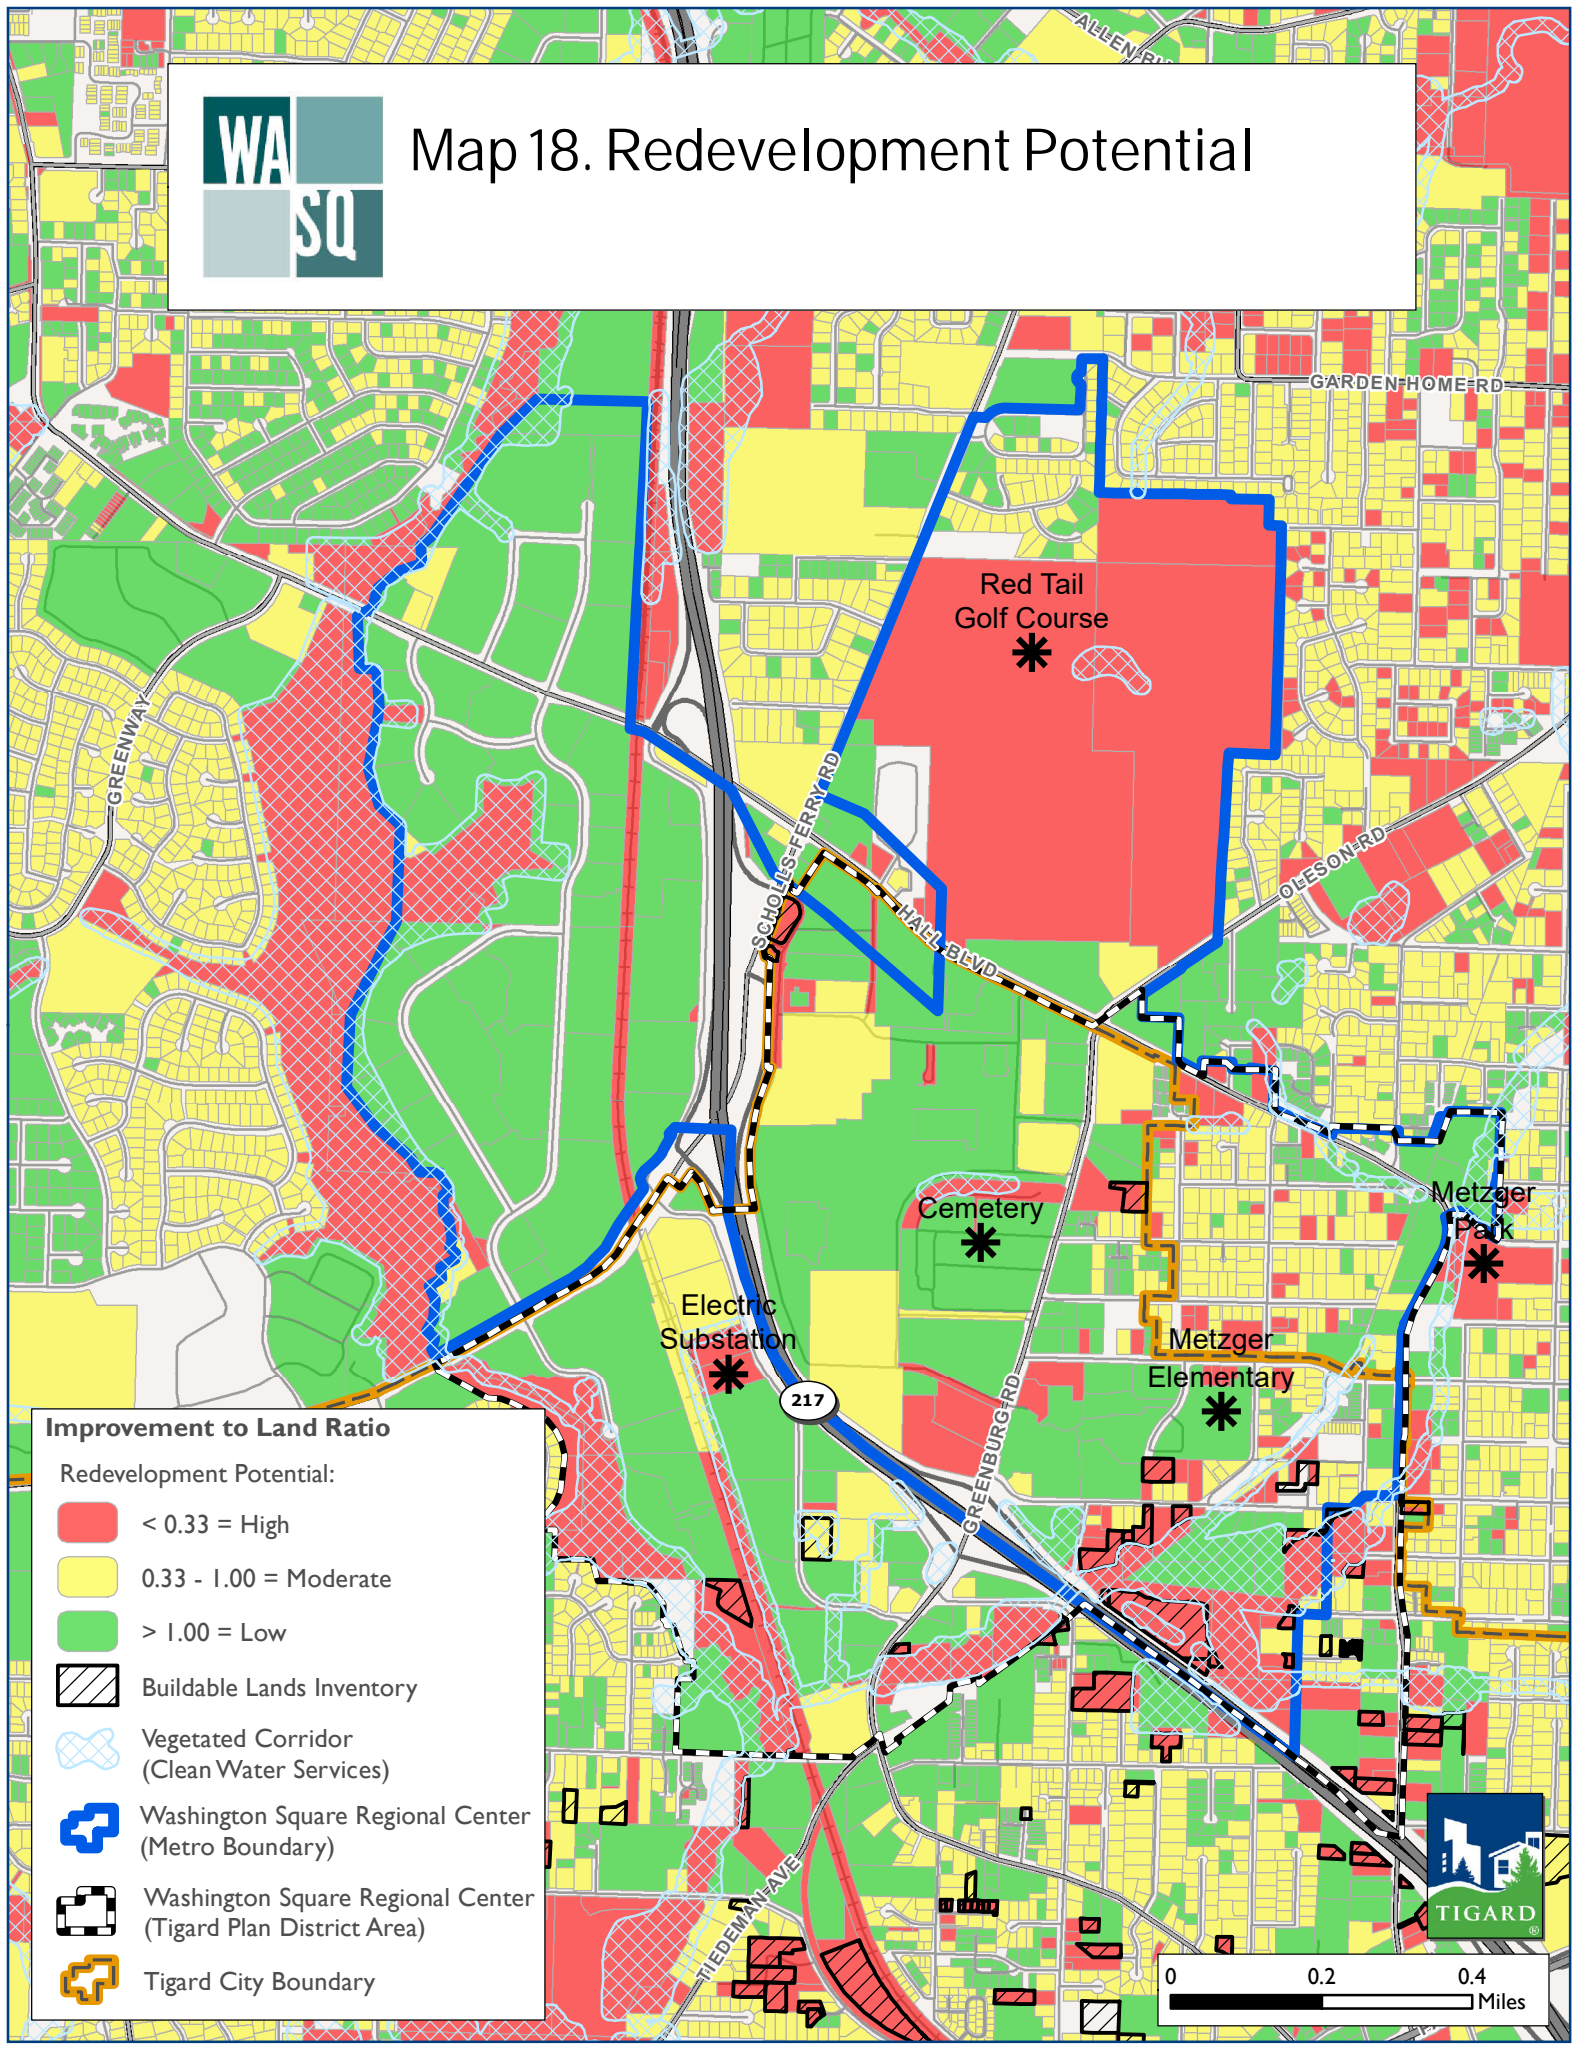 ALLEN BL
WA
SQ
Map 18. Redevelopment Potential
GARDEN HOME RD
Red Tail
Golf Course
GREENWAY
SCHOLLS FERRY RD
OLESON RD
HALL BLVD
Metzger
Park
Cemetery
Electric
Substation
Metzger
Elementary
217
GREENBURG RD
Improvement to Land Ratio
Redevelopment Potential:
< 0.33 = High
0.33 - 1.00 = Moderate
> 1.00 = Low
Buildable Lands Inventory
Vegetated Corridor
(Clean Water Services)
Washington Square Regional Center
(Metro Boundary)
Washington Square Regional Center
(Tigard Plan District Area)
Tigard City Boundary
TIEDEMAN AVE
TIGARD
®
0 0.2 0.4
Miles